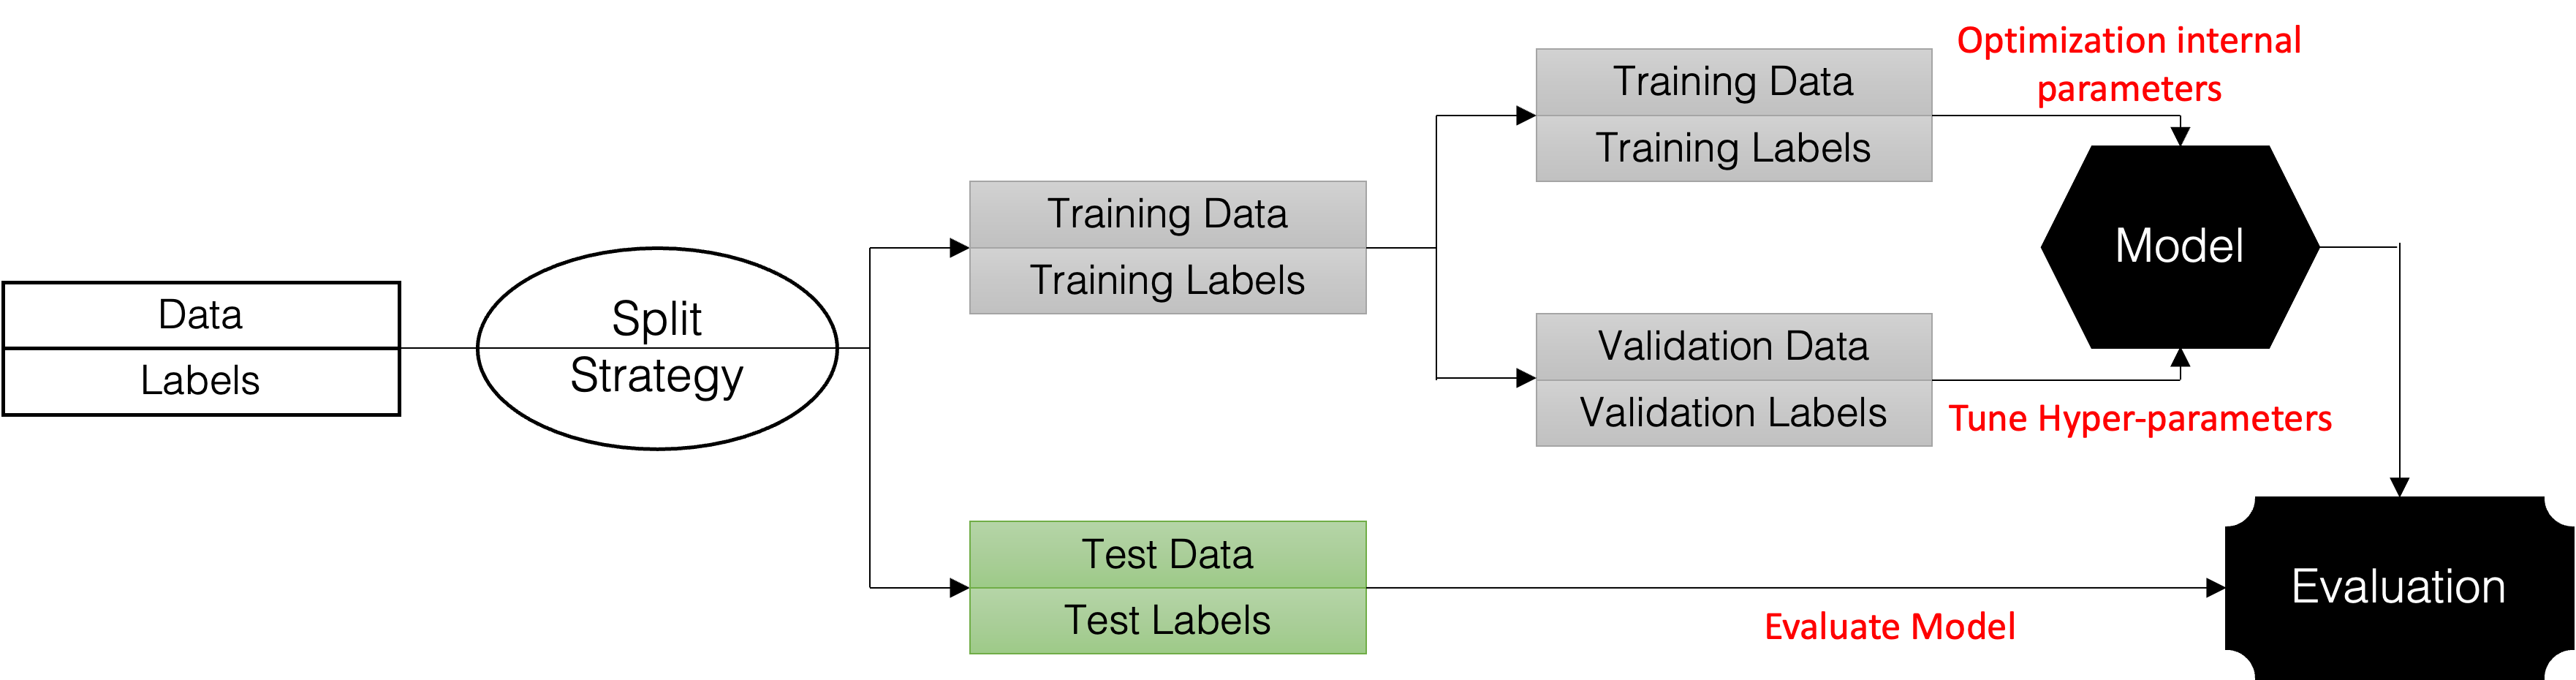 Data
Labels
Split
Strategy
Training Data
Training Labels
Test Data
Test Labels
Training Data
Training Labels
Validation Data
Validation Labels
Optimization internal
parameters
Model
Tune Hyper-parameters
Evaluate Model
Evaluation